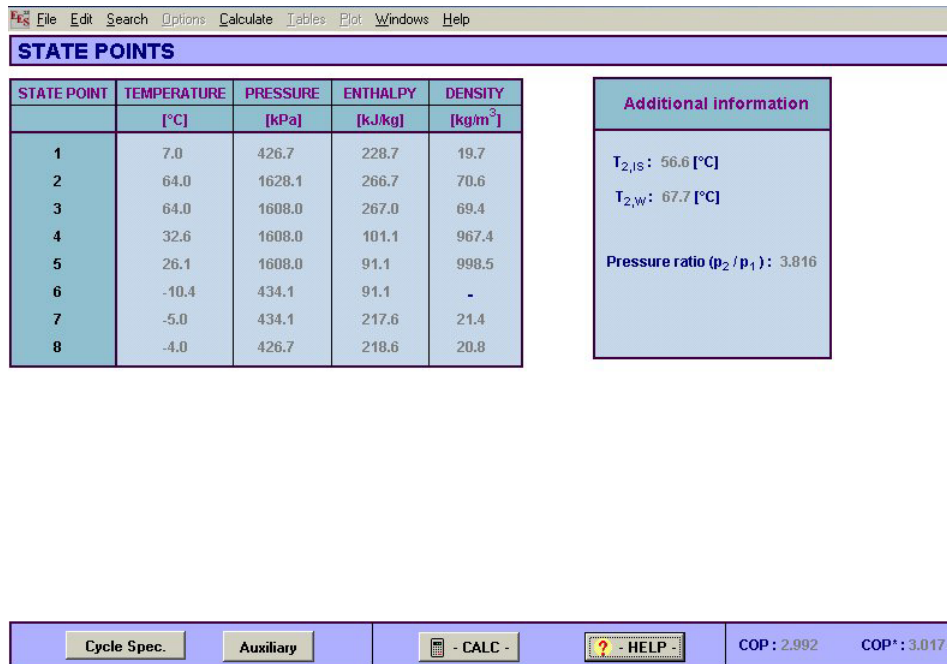 EES File Edit Search Options Calculate Tables Plot Windows Help
STATE POINTS
STATE POINT TEMPERATURE PRESSURE ENTHALPY DENSITY
[°C] [kPa] [kJ/kg] [kg/m³]
1 7.0 426.7 228.7 19.7
2 64.0 1628.1 266.7 70.6
3 64.0 1608.0 267.0 69.4
4 32.6 1608.0 101.1 967.4
5 26.1 1608.0 91.1 998.5
6 -10.4 434.1 91.1 -
7 -5.0 434.1 217.6 21.4
8 -4.0 426.7 218.6 20.8
Additional information
T2,IS : 56.6 [°C]
T2,W : 67.7 [°C]
Pressure ratio (p2 / p1 ) : 3.816
Cycle Spec. Auxiliary - CALC - ? - HELP - COP : 2.992 COP* : 3.017